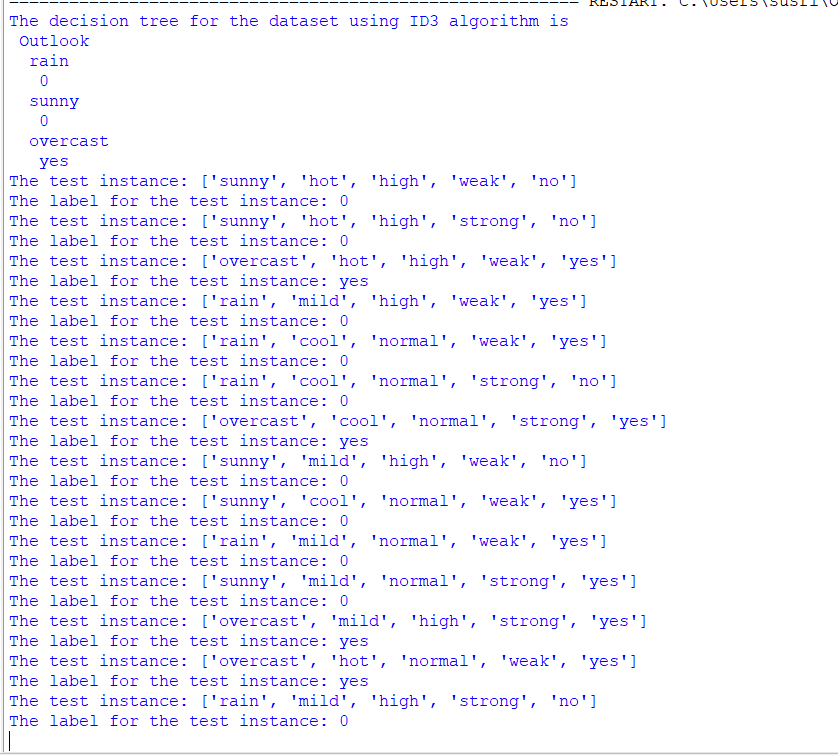 RESTART: C:\Users\susri\O
The decision tree for the dataset using ID3 algorithm is
Outlook
rain
0
sunny
0
overcast
yes
The test instance: ['sunny', 'hot', 'high', 'weak', 'no']
The label for the test instance: 0
The test instance: ['sunny', 'hot', 'high', 'strong', 'no']
The label for the test instance: 0
The test instance: ['overcast', 'hot', 'high', 'weak', 'yes']
The label for the test instance: yes
The test instance: ['rain', 'mild', 'high', 'weak', 'yes']
The label for the test instance: 0
The test instance: ['rain', 'cool', 'normal', 'weak', 'yes']
The label for the test instance: 0
The test instance: ['rain', 'cool', 'normal', 'strong', 'no']
The label for the test instance: 0
The test instance: ['overcast', 'cool', 'normal', 'strong', 'yes']
The label for the test instance: yes
The test instance: ['sunny', 'mild', 'high', 'weak', 'no']
The label for the test instance: 0
The test instance: ['sunny', 'cool', 'normal', 'weak', 'yes']
The label for the test instance: 0
The test instance: ['rain', 'mild', 'normal', 'weak', 'yes']
The label for the test instance: 0
The test instance: ['sunny', 'mild', 'normal', 'strong', 'yes']
The label for the test instance: 0
The test instance: ['overcast', 'mild', 'high', 'strong', 'yes']
The label for the test instance: yes
The test instance: ['overcast', 'hot', 'normal', 'weak', 'yes']
The label for the test instance: yes
The test instance: ['rain', 'mild', 'high', 'strong', 'no']
The label for the test instance: 0